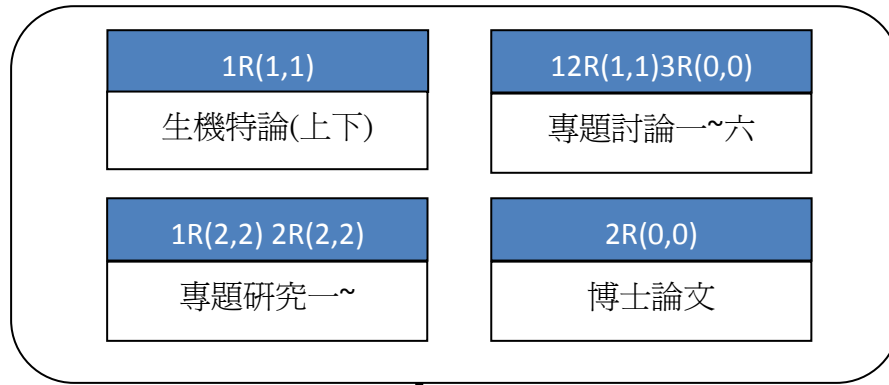 1R(1,1)
生機特論(上下)
12R(1,1)3R(0,0)
專題討論一~六
1R(2,2) 2R(2,2)
專題研究一~
2R(0,0)
博士論文